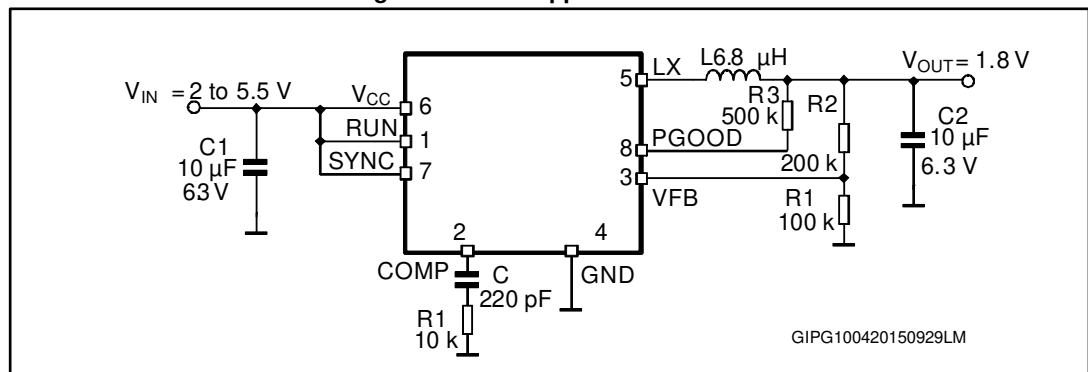 V_IN = 2 to 5.5 V
C1
10 µF
63 V
V_CC
6
RUN
1
SYNC
7
5
LX
L6.8 µH
V_OUT = 1.8 V
R3
500 k
R2
200 k
C2
10 µF
6.3 V
8
PGOOD
3
VFB
R1
100 k
2
COMP
C
220 pF
R1
10 k
4
GND
GIPG100420150929LM